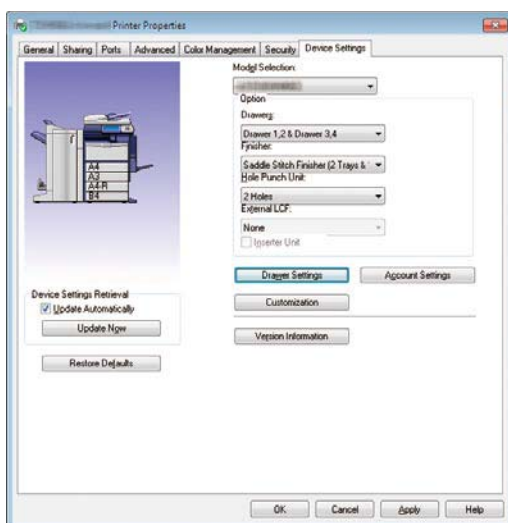 Printer Properties
General Sharing Ports Advanced Color Management Security Device Settings
Model Selection:
Option
Drawers:
Drawer 1,2 & Drawer 3,4
Finisher:
Saddle Stitch Finisher (2 Trays &
Hole Punch Unit:
2 Holes
External LCF:
None
Inserter Unit
A4
A3
A4-R
B4
Drawer Settings Account Settings
Customization
Version Information
Device Settings Retrieval
Update Automatically
Update Now
Restore Defaults
OK Cancel Apply Help